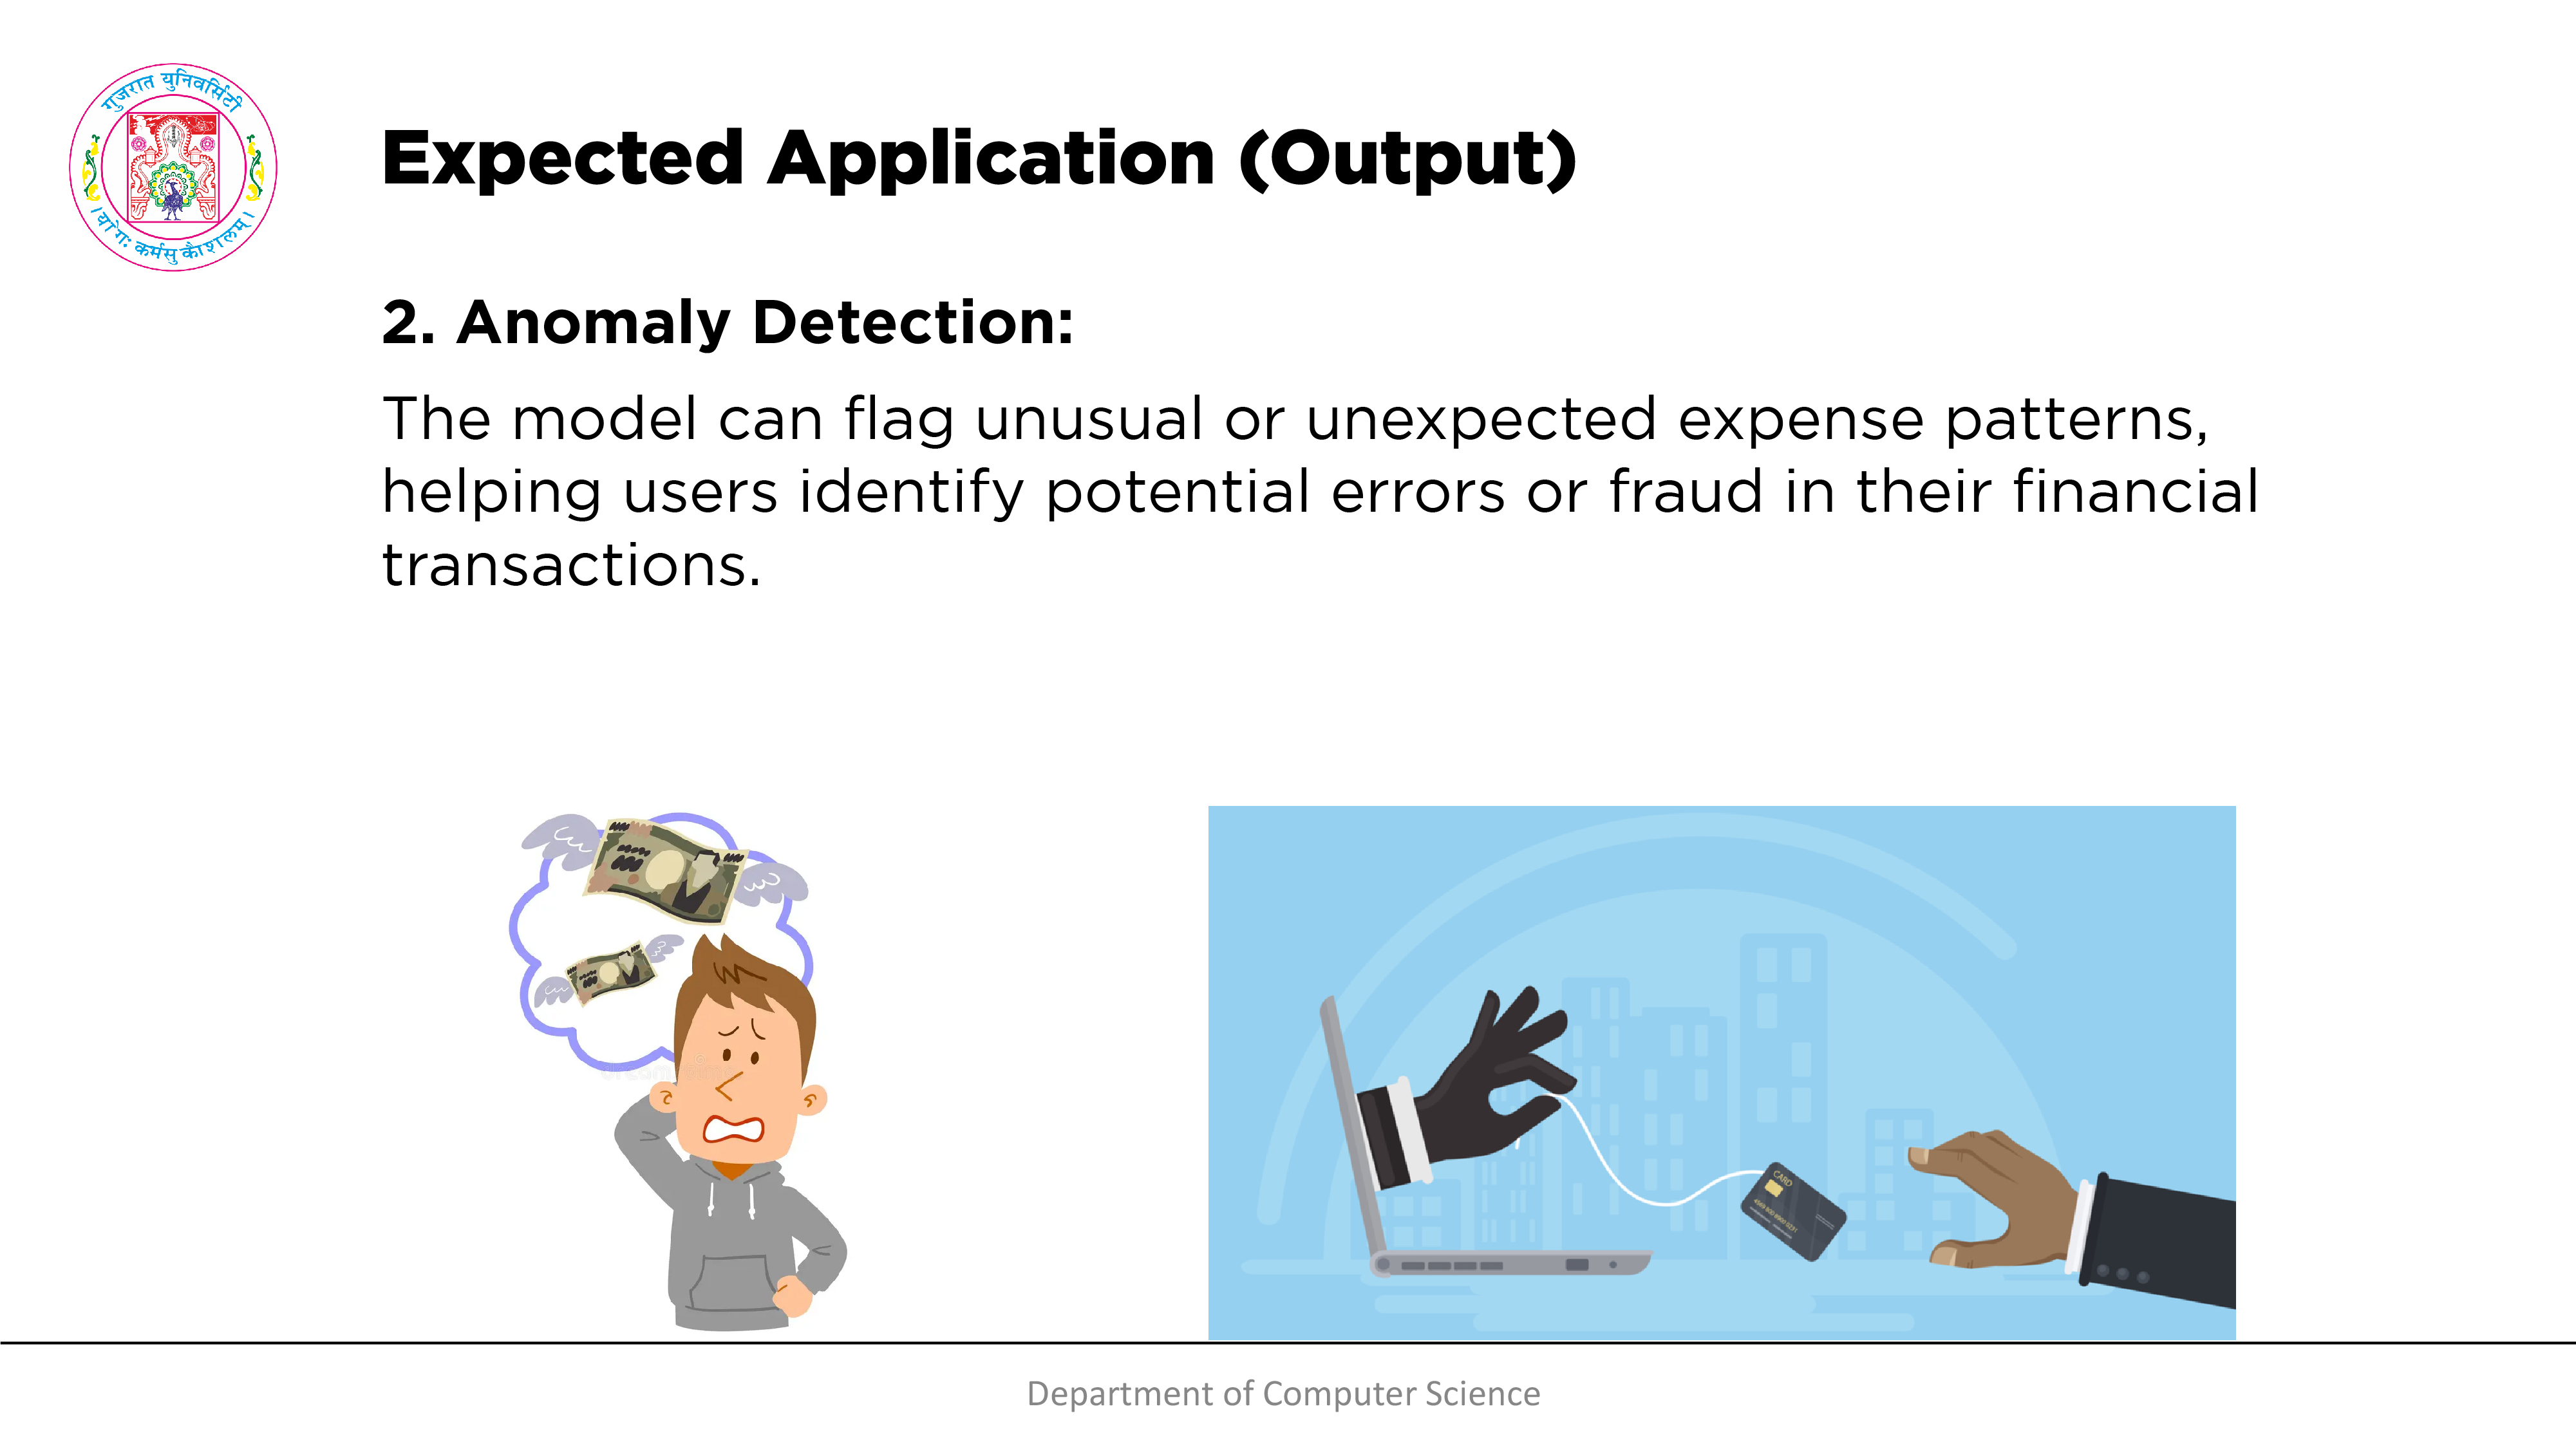 गुजरात युनिवर्सिटी
। योगः कर्मसु कौशलम् ।
Expected Application (Output)
2. Anomaly Detection:
The model can flag unusual or unexpected expense patterns,
helping users identify potential errors or fraud in their financial
transactions.
CARD
Department of Computer Science